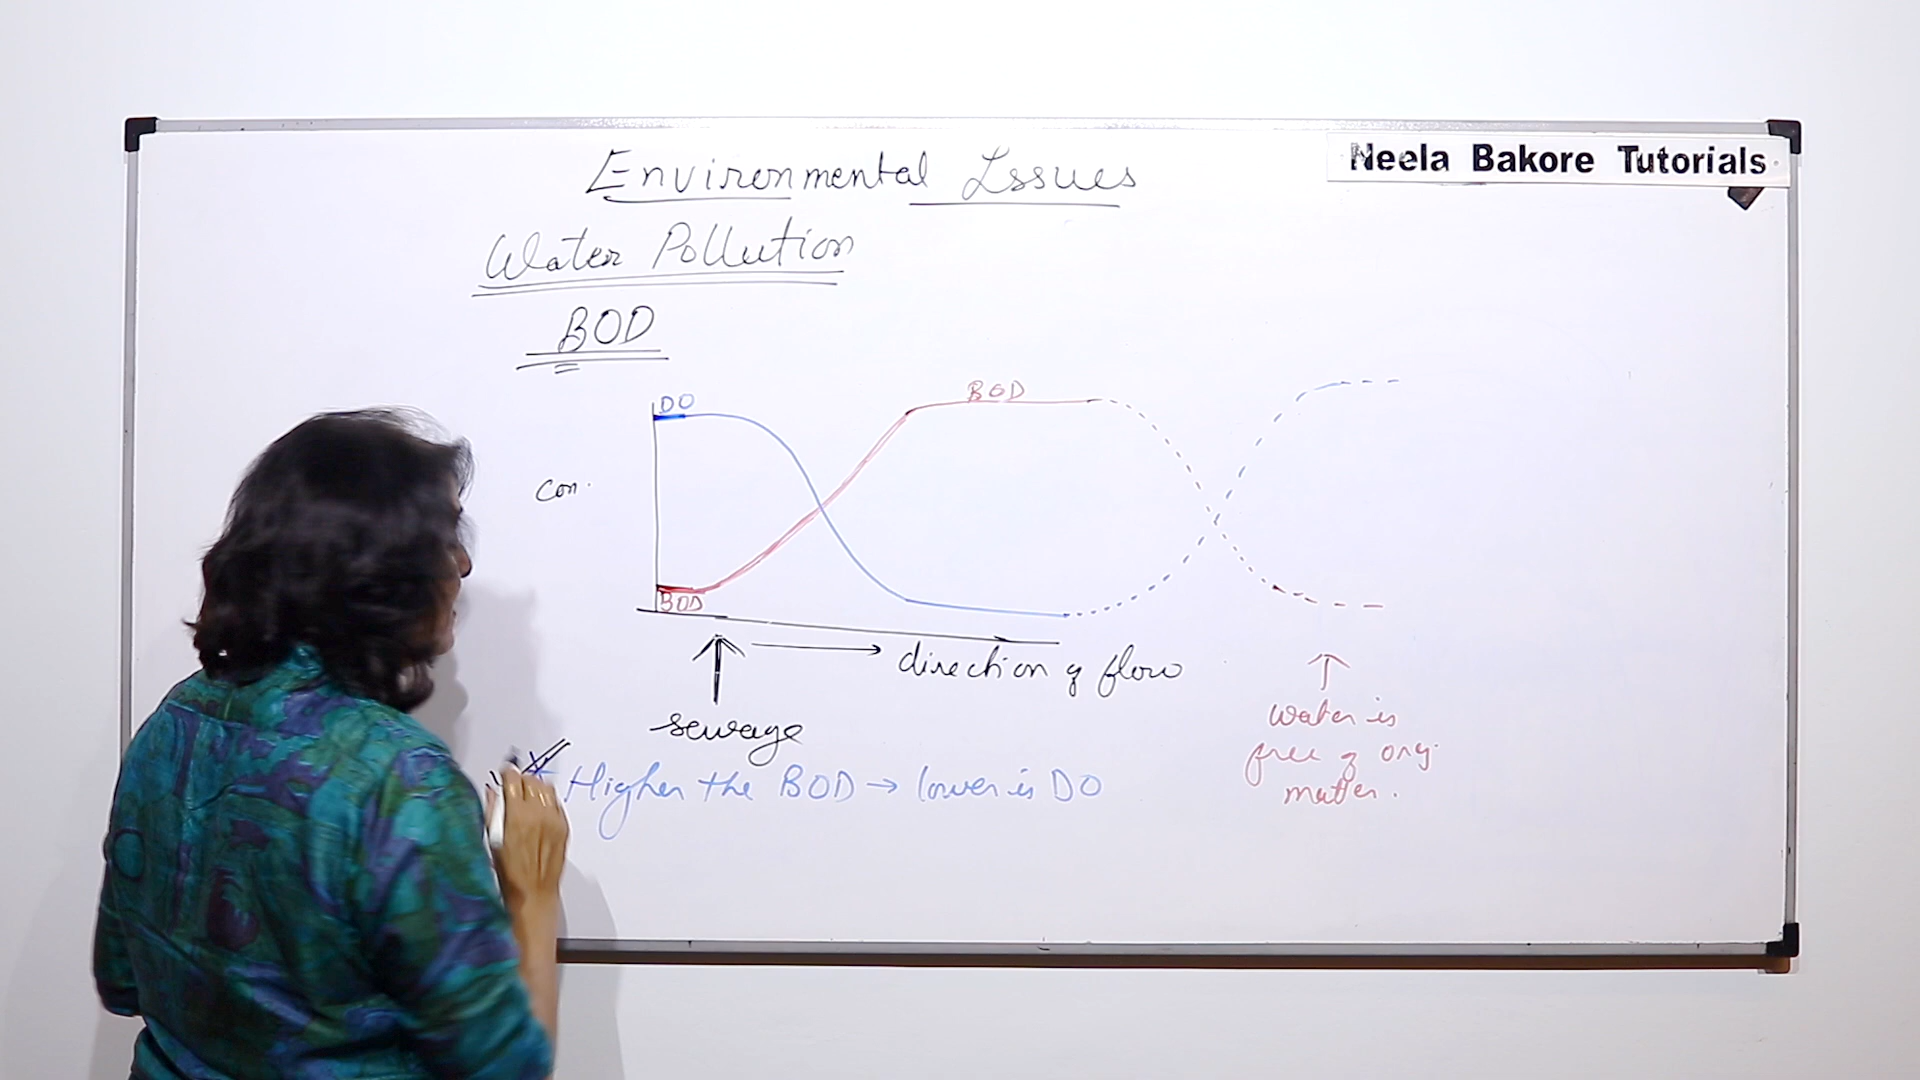 Neela Bakore Tutorials
Environmental Issues
Water Pollution
BOD
DO
BOD
Con.
BOD
direction of flow
sewage
Higher the BOD → lower is DO
water is
free of org.
matter.